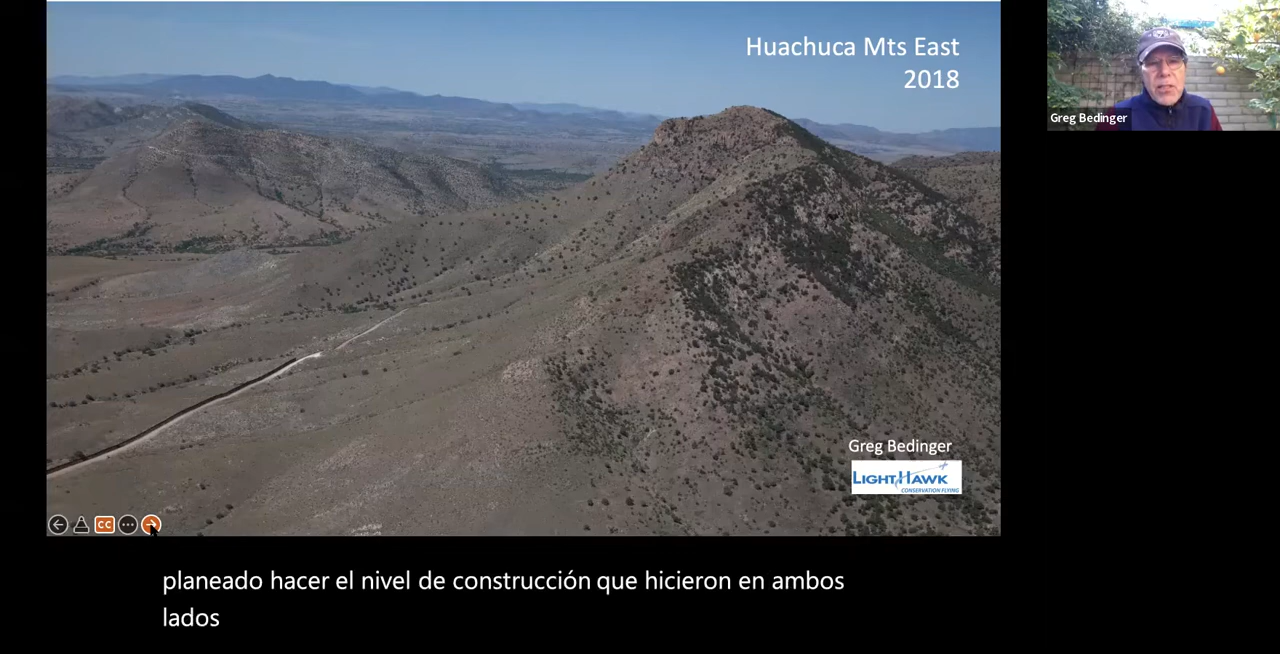 Huachuca Mts East
2018
Greg Bedinger
Greg Bedinger
LIGHTHAWK
CONSERVATION FLYING
CC
planeado hacer el nivel de construcción que hicieron en ambos
lados